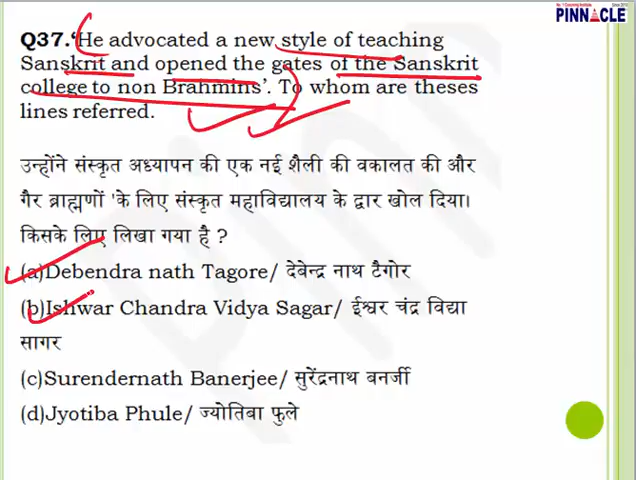 PINNACLE
Q37.‘He advocated a new style of teaching
Sanskrit and opened the gates of the Sanskrit
college to non Brahmins’. To whom are theses
lines referred.
उन्होंने संस्कृत अध्यापन की एक नई शैली की वकालत की और
गैर ब्राह्मणों 'के लिए संस्कृत महाविद्यालय के द्वार खोल दिया।
किसके लिए लिखा गया है ?
(a)Debendra nath Tagore/ देबेन्द्र नाथ टैगोर
(b)Ishwar Chandra Vidya Sagar/ ईश्वर चंद्र विद्या
सागर
(c)Surendernath Banerjee/ सुरेंद्रनाथ बनर्जी
(d)Jyotiba Phule/ ज्योतिबा फुले